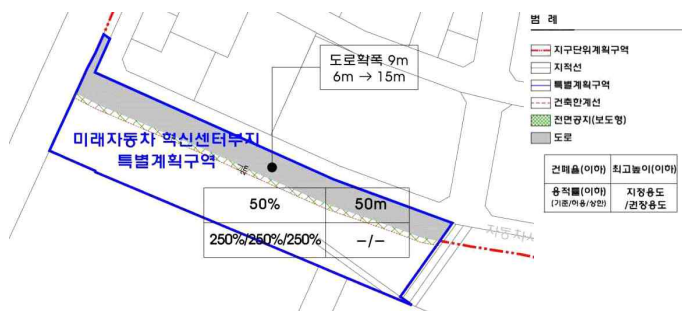 범 례
도로확폭 9m
6m → 15m
지구단위계획구역
지적선
특별계획구역
건축한계선
전면공지(보도형)
도로
미래자동차 혁신센터부지
특별계획구역
50% 50m
250%/250%/250% -/-
건폐율(이하) 최고높이(이하)
용적률(이하) 지정용도
(기준/허용/상한) /권장용도
자동차시